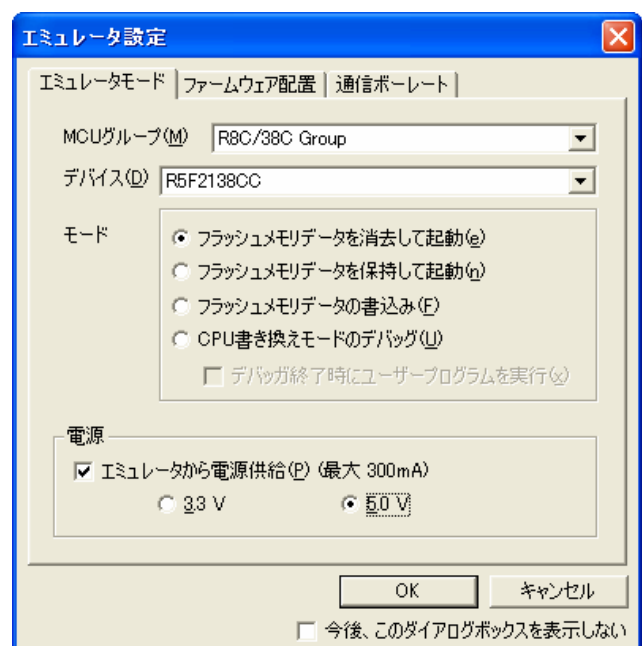 エミュレータ設定
エミュレータモード ファームウェア配置 通信ボーレート
MCUグループ(M) R8C/38C Group
デバイス(D) R5F2138CC
モード
フラッシュメモリデータを消去して起動(e)
フラッシュメモリデータを保持して起動(n)
フラッシュメモリデータの書込み(F)
CPU書き換えモードのデバッグ(U)
デバッガ終了時にユーザープログラムを実行(x)
電源
エミュレータから電源供給(P) (最大 300mA)
3.3 V 5.0 V
OK キャンセル
今後、このダイアログボックスを表示しない